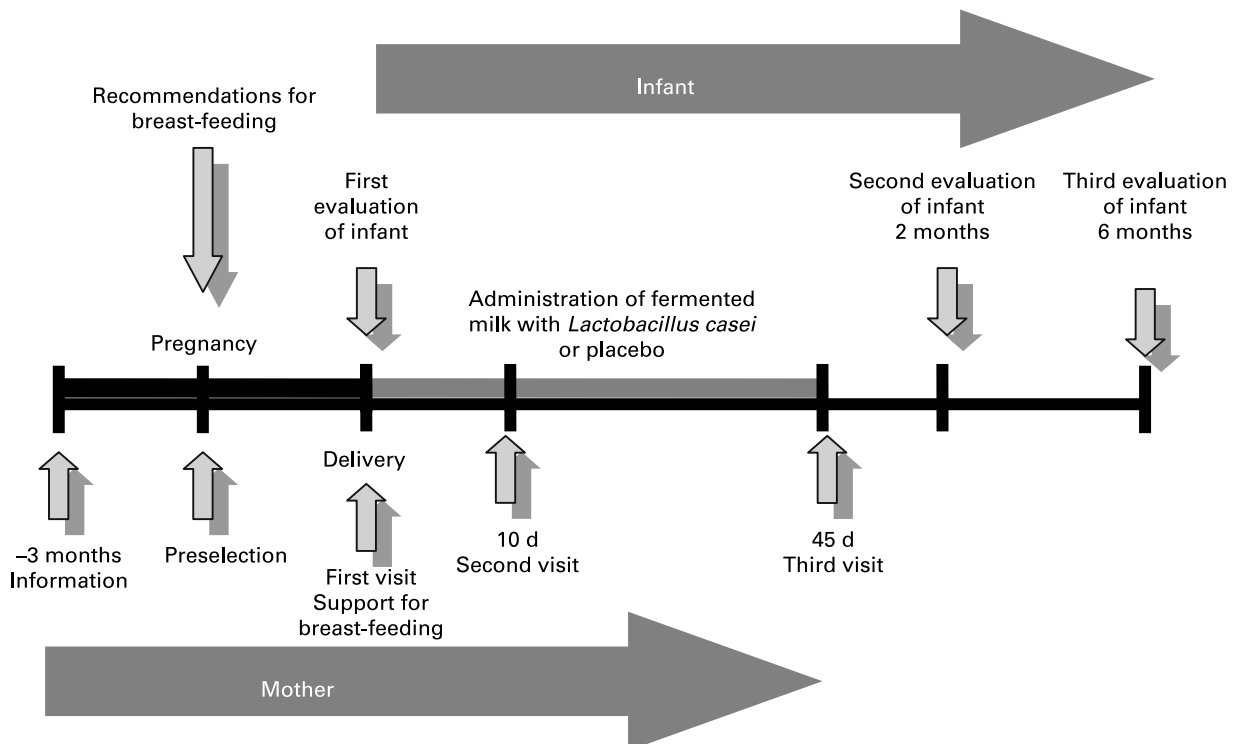 Infant
Recommendations for
breast-feeding
First
evaluation
of infant
Second evaluation
of infant
2 months
Third evaluation
of infant
6 months
Administration of fermented
milk with Lactobacillus casei
or placebo
Pregnancy
Delivery
–3 months
Information
Preselection
First visit
Support for
breast-feeding
10 d
Second visit
45 d
Third visit
Mother